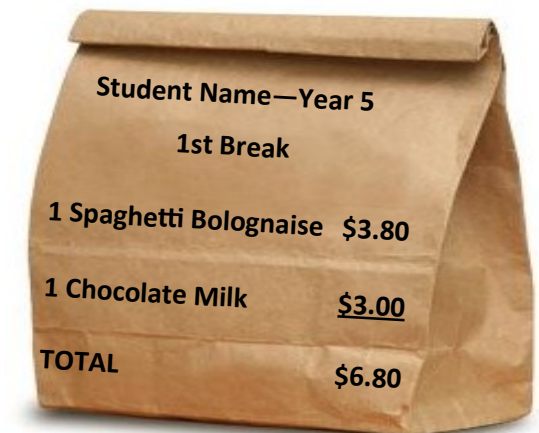 Student Name—Year 5
1st Break
1 Spaghetti Bolognaise $3.80
1 Chocolate Milk $3.00
TOTAL $6.80